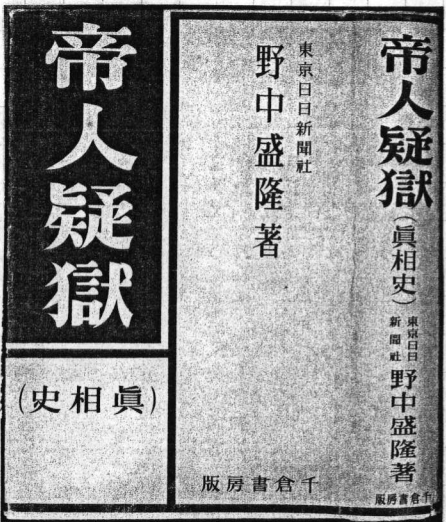 帝人疑獄
（眞相史）
東京日日新聞社
野中盛隆著
千倉書房版
帝人疑獄（眞相史）
東京日日
新聞社
野中盛隆著
千倉書房版